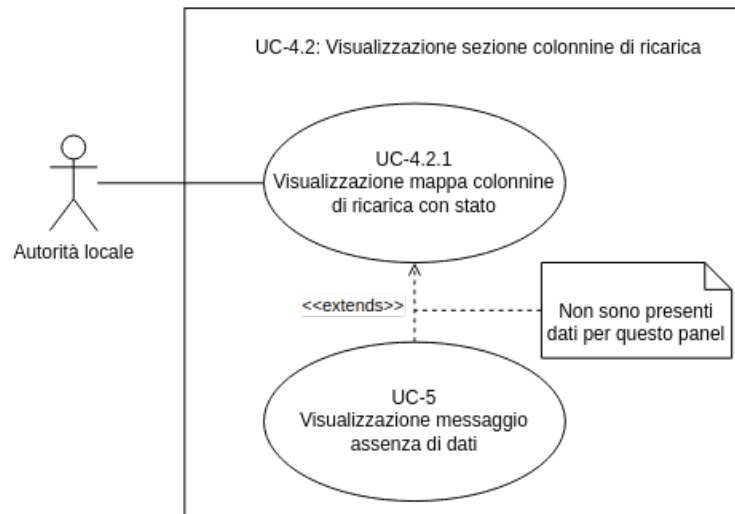 UC-4.2: Visualizzazione sezione colonnine di ricarica
UC-4.2.1
Visualizzazione mappa colonnine
di ricarica con stato
Autorità locale
<<extends>>
Non sono presenti
dati per questo panel
UC-5
Visualizzazione messaggio
assenza di dati